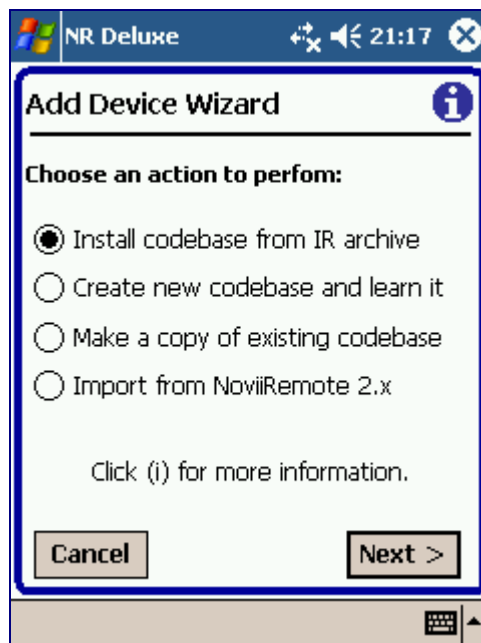 NR Deluxe 21:17
Add Device Wizard
Choose an action to perfom:
Install codebase from IR archive
Create new codebase and learn it
Make a copy of existing codebase
Import from NoviiRemote 2.x
Click (i) for more information.
Cancel Next >